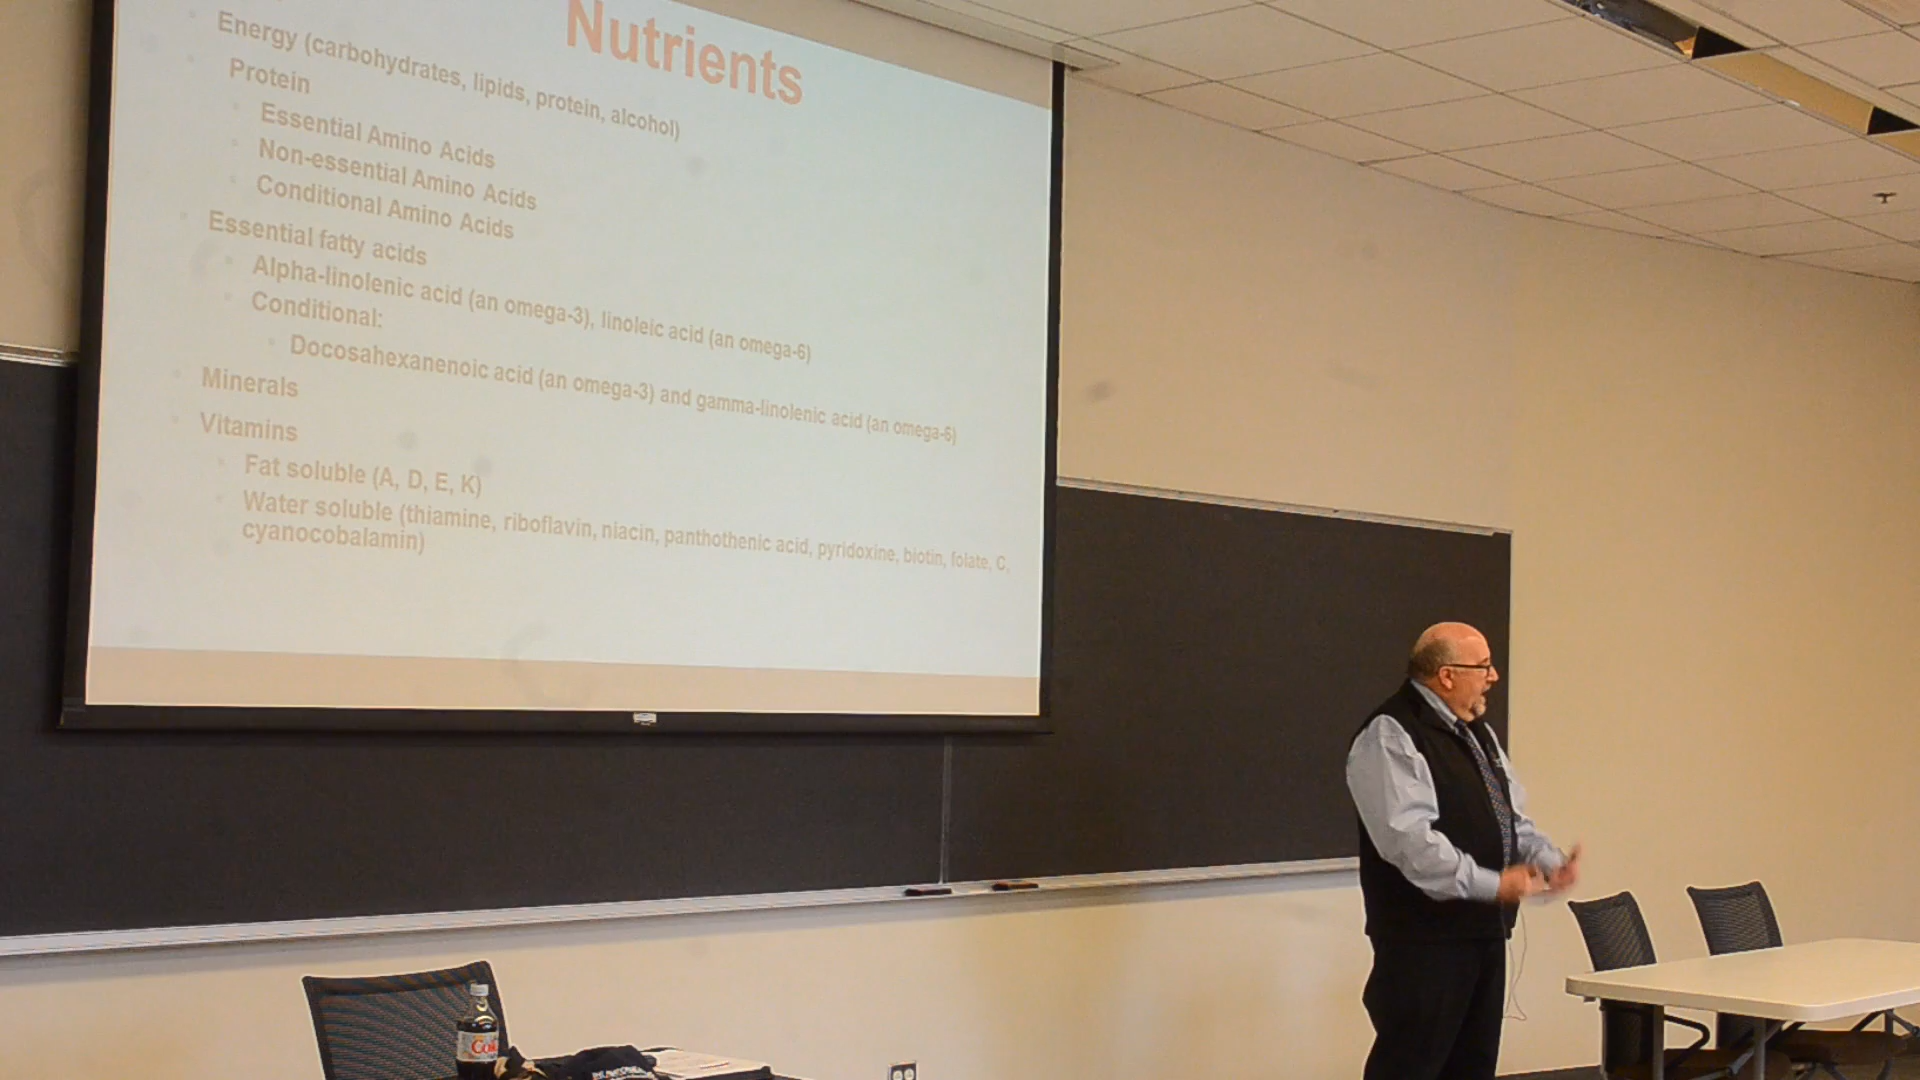 Nutrients
Energy (carbohydrates, lipids, protein, alcohol)
Protein
Essential Amino Acids
Non-essential Amino Acids
Conditional Amino Acids
Essential fatty acids
Alpha-linolenic acid (an omega-3), linoleic acid (an omega-6)
Conditional:
Docosahexanenoic acid (an omega-3) and gamma-linolenic acid (an omega-6)
Minerals
Vitamins
Fat soluble (A, D, E, K)
Water soluble (thiamine, riboflavin, niacin, panthothenic acid, pyridoxine, biotin, folate, C,
cyanocobalamin)